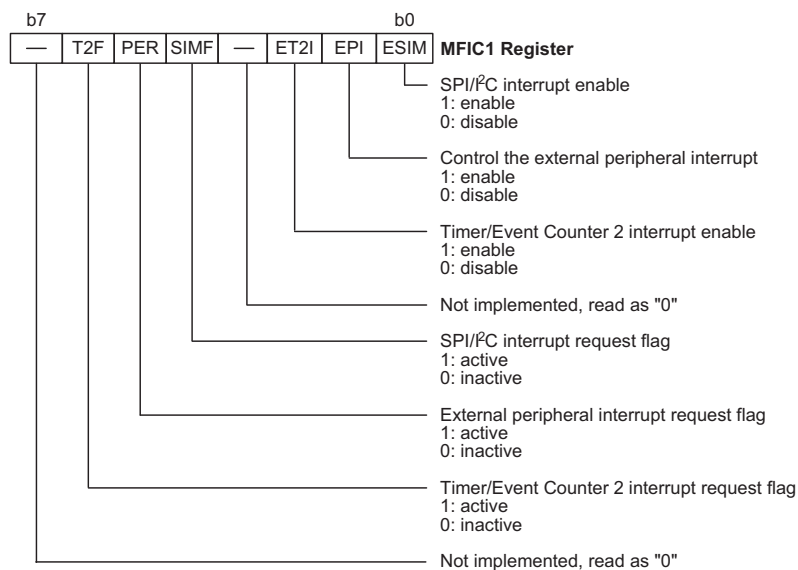 b7 b0
— T2F PER SIMF — ET2I EPI ESIM MFIC1 Register
SPI/I²C interrupt enable
1: enable
0: disable
Control the external peripheral interrupt
1: enable
0: disable
Timer/Event Counter 2 interrupt enable
1: enable
0: disable
Not implemented, read as "0"
SPI/I²C interrupt request flag
1: active
0: inactive
External peripheral interrupt request flag
1: active
0: inactive
Timer/Event Counter 2 interrupt request flag
1: active
0: inactive
Not implemented, read as "0"